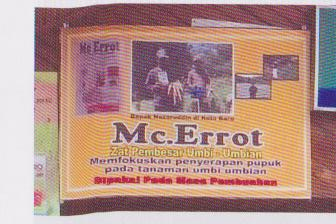 Mc Errot
Bapak Nazaruddin di Kota Baru
Mc.Errot
Zat Pembesar Umbi - Umbian
Memfokuskan penyerapan pupuk
pada tanaman umbi umbian
Dipakai Pada Masa Pembuahan